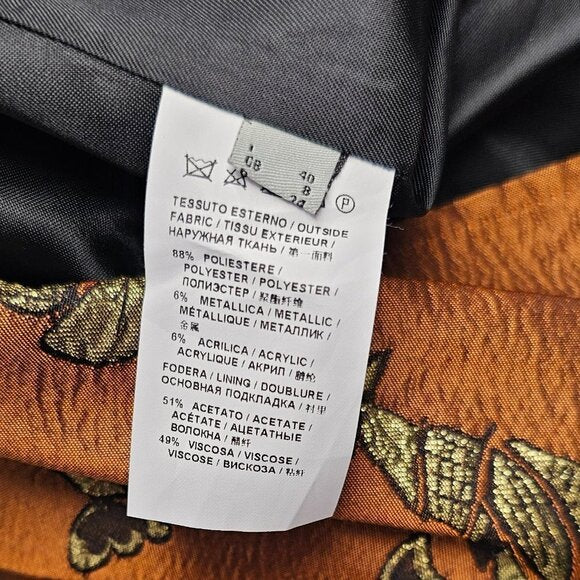 I 40
GB 8
24
P
TESSUTO ESTERNO / OUTSIDE
FABRIC / TISSU EXTERIEUR /
НАРУЖНАЯ ТКАНЬ / 第一面料
88% POLIESTERE /
POLYESTER / POLYESTER /
ПОЛИЭСТЕР / 聚酯纤维
6% METALLICA / METALLIC /
MÉTALLIQUE / МЕТАЛЛИК /
金属
6% ACRILICA / ACRYLIC /
ACRYLIQUE / АКРИЛ / 腈纶
FODERA / LINING / DOUBLURE /
ОСНОВНАЯ ПОДКЛАДКА / 衬里
51% ACETATO / ACETATE /
ACÉTATE / АЦЕТАТНЫЕ
ВОЛОКНА / 醋纤
49% VISCOSA / VISCOSE /
VISCOSE / ВИСКОЗА / 粘纤